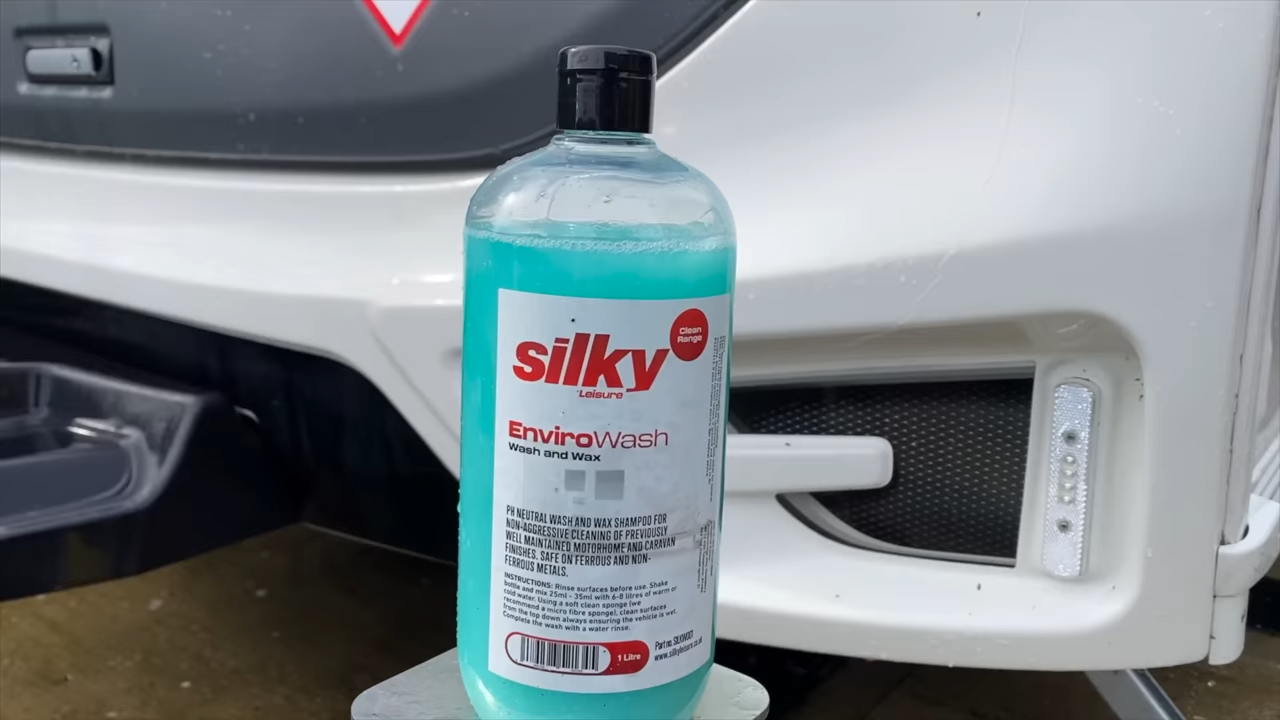 Clean
Range
silky
Leisure
EnviroWash
Wash and Wax
PH NEUTRAL WASH AND WAX SHAMPOO FOR
NON-AGGRESSIVE CLEANING OF PREVIOUSLY
WELL MAINTAINED MOTORHOME AND CARAVAN
FINISHES. SAFE ON FERROUS AND NON-
FERROUS METALS.
INSTRUCTIONS: Rinse surfaces before use. Shake
bottle and mix 25ml - 35ml with 6-8 litres of warm or
cold water. Using a soft clean sponge (we
recommend a micro fibre sponge), clean surfaces
from the top down always ensuring the vehicle is wet.
Complete the wash with a water rinse.
1 Litre
Part no.
www.silkyleisure.co.uk